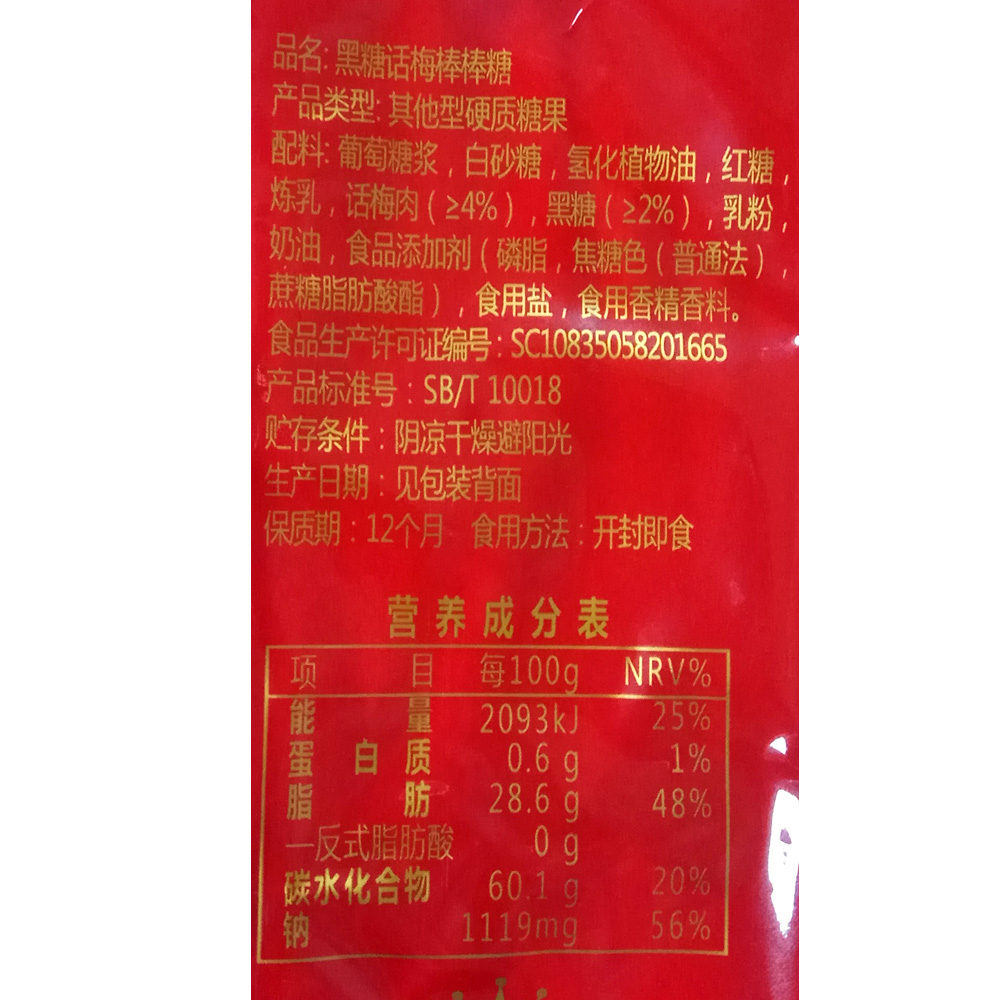 品名: 黑糖话梅棒棒糖
产品类型: 其他型硬质糖果
配料: 葡萄糖浆，白砂糖，氢化植物油，红糖，
炼乳，话梅肉（≥4%），黑糖（≥2%），乳粉，
奶油，食品添加剂（磷脂，焦糖色（普通法），
蔗糖脂肪酸酯），食用盐，食用香精香料。
食品生产许可证编号: SC10835058201665
产品标准号: SB/T 10018
贮存条件: 阴凉干燥避阳光
生产日期: 见包装背面
保质期: 12个月 食用方法: 开封即食
营养成分表
项目 每100g NRV%
能量 2093kJ 25%
蛋白质 0.6 g 1%
脂肪 28.6 g 48%
—反式脂肪酸 0 g
碳水化合物 60.1 g 20%
钠 1119mg 56%